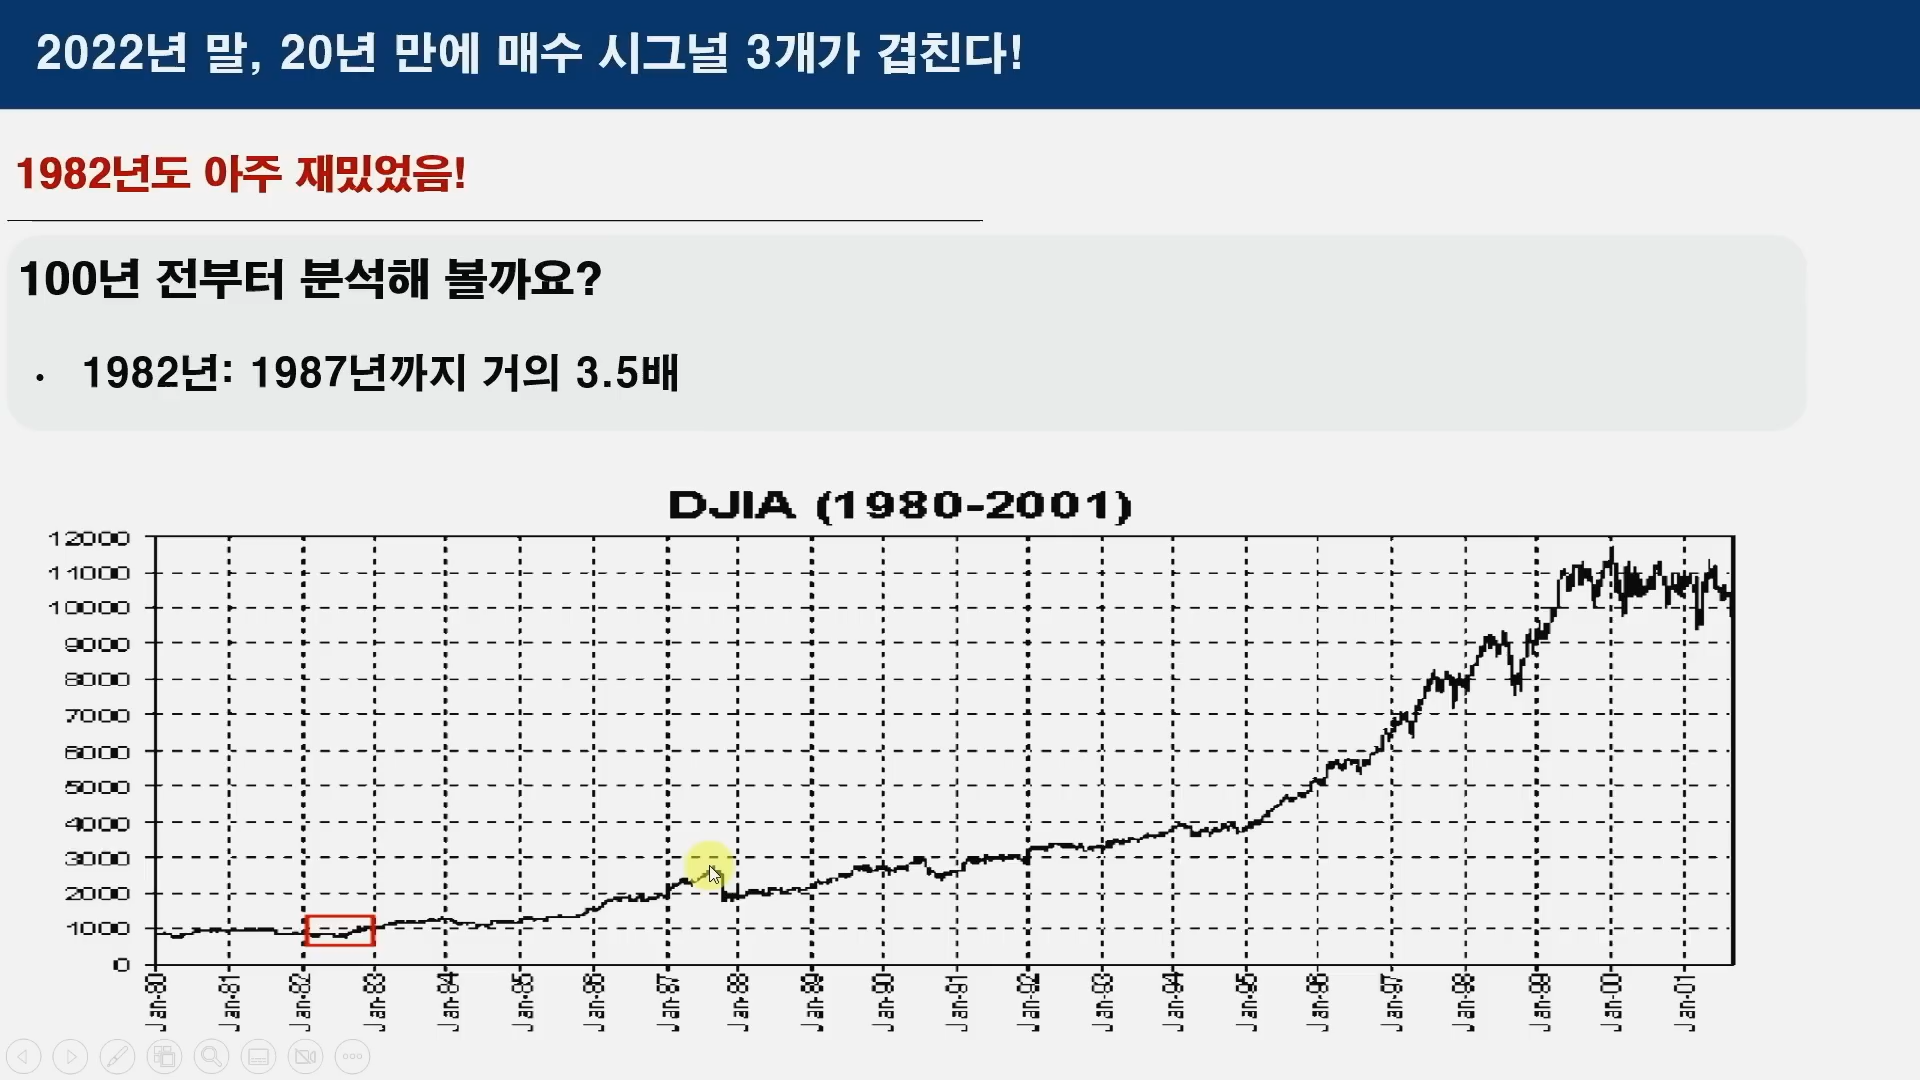 2022년 말, 20년 만에 매수 시그널 3개가 겹친다!
1982년도 아주 재밌었음!
100년 전부터 분석해 볼까요?
• 1982년: 1987년까지 거의 3.5배
DJIA (1980-2001)
12000
11000
10000
9000
8000
7000
6000
5000
4000
3000
2000
1000
0
Jan-80 Jan-81 Jan-82 Jan-83 Jan-84 Jan-85 Jan-86 Jan-87 Jan-88 Jan-89 Jan-90 Jan-91 Jan-92 Jan-93 Jan-94 Jan-95 Jan-96 Jan-97 Jan-98 Jan-99 Jan-00 Jan-01